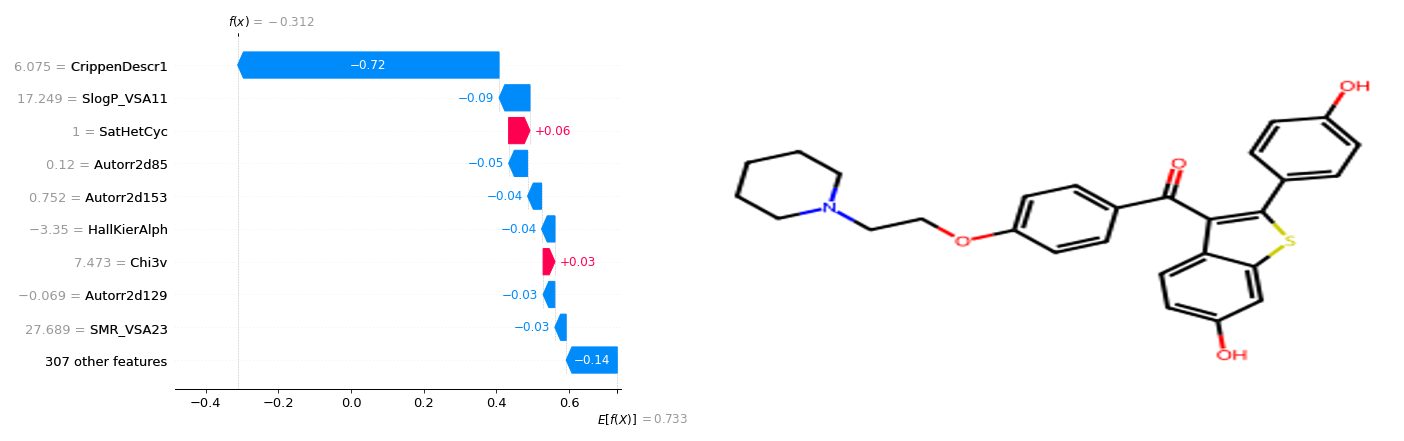 f(x) = −0.312
6.075 = CrippenDescr1
−0.72
17.249 = SlogP_VSA11
−0.09
1 = SatHetCyc
+0.06
0.12 = Autorr2d85
−0.05
0.752 = Autorr2d153
−0.04
−3.35 = HallKierAlph
−0.04
7.473 = Chi3v
+0.03
−0.069 = Autorr2d129
−0.03
27.689 = SMR_VSA23
−0.03
307 other features
−0.14
−0.4 −0.2 0.0 0.2 0.4 0.6
E[f(X)] = 0.733
OH
O
N
O
S
OH